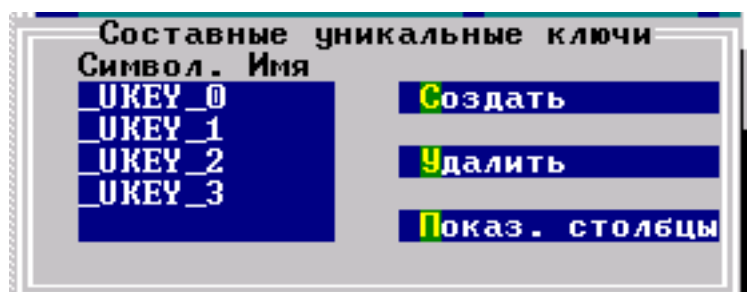 Составные уникальные ключи
Символ. Имя
_UKEY_0
_UKEY_1
_UKEY_2
_UKEY_3
Создать
Удалить
Показ. столбцы